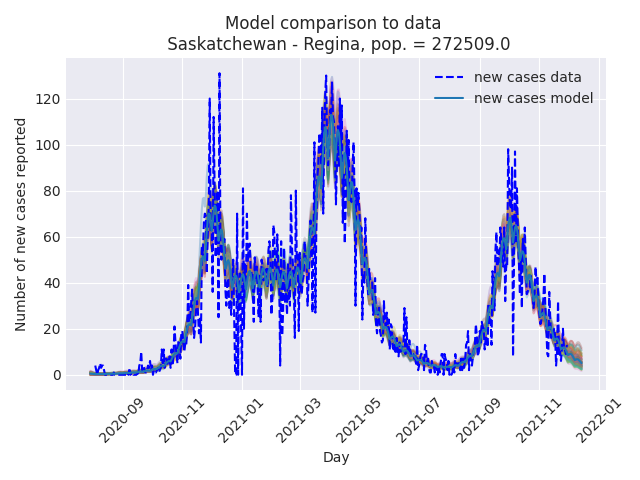 Model comparison to data
Saskatchewan - Regina, pop. = 272509.0
new cases data
new cases model
Number of new cases reported
120
100
80
60
40
20
0
2020-09
2020-11
2021-01
2021-03
2021-05
2021-07
2021-09
2021-11
2022-01
Day